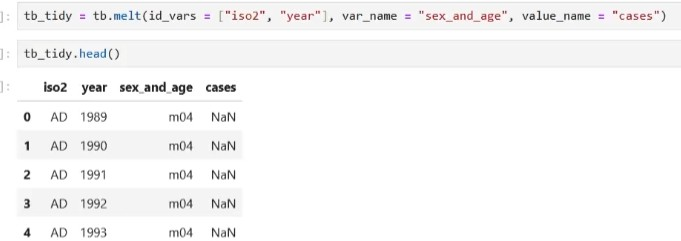 ]: tb_tidy = tb.melt(id_vars = ["iso2", "year"], var_name = "sex_and_age", value_name = "cases")
]: tb_tidy.head()
]: iso2 year sex_and_age cases
0 AD 1989 m04 NaN
1 AD 1990 m04 NaN
2 AD 1991 m04 NaN
3 AD 1992 m04 NaN
4 AD 1993 m04 NaN